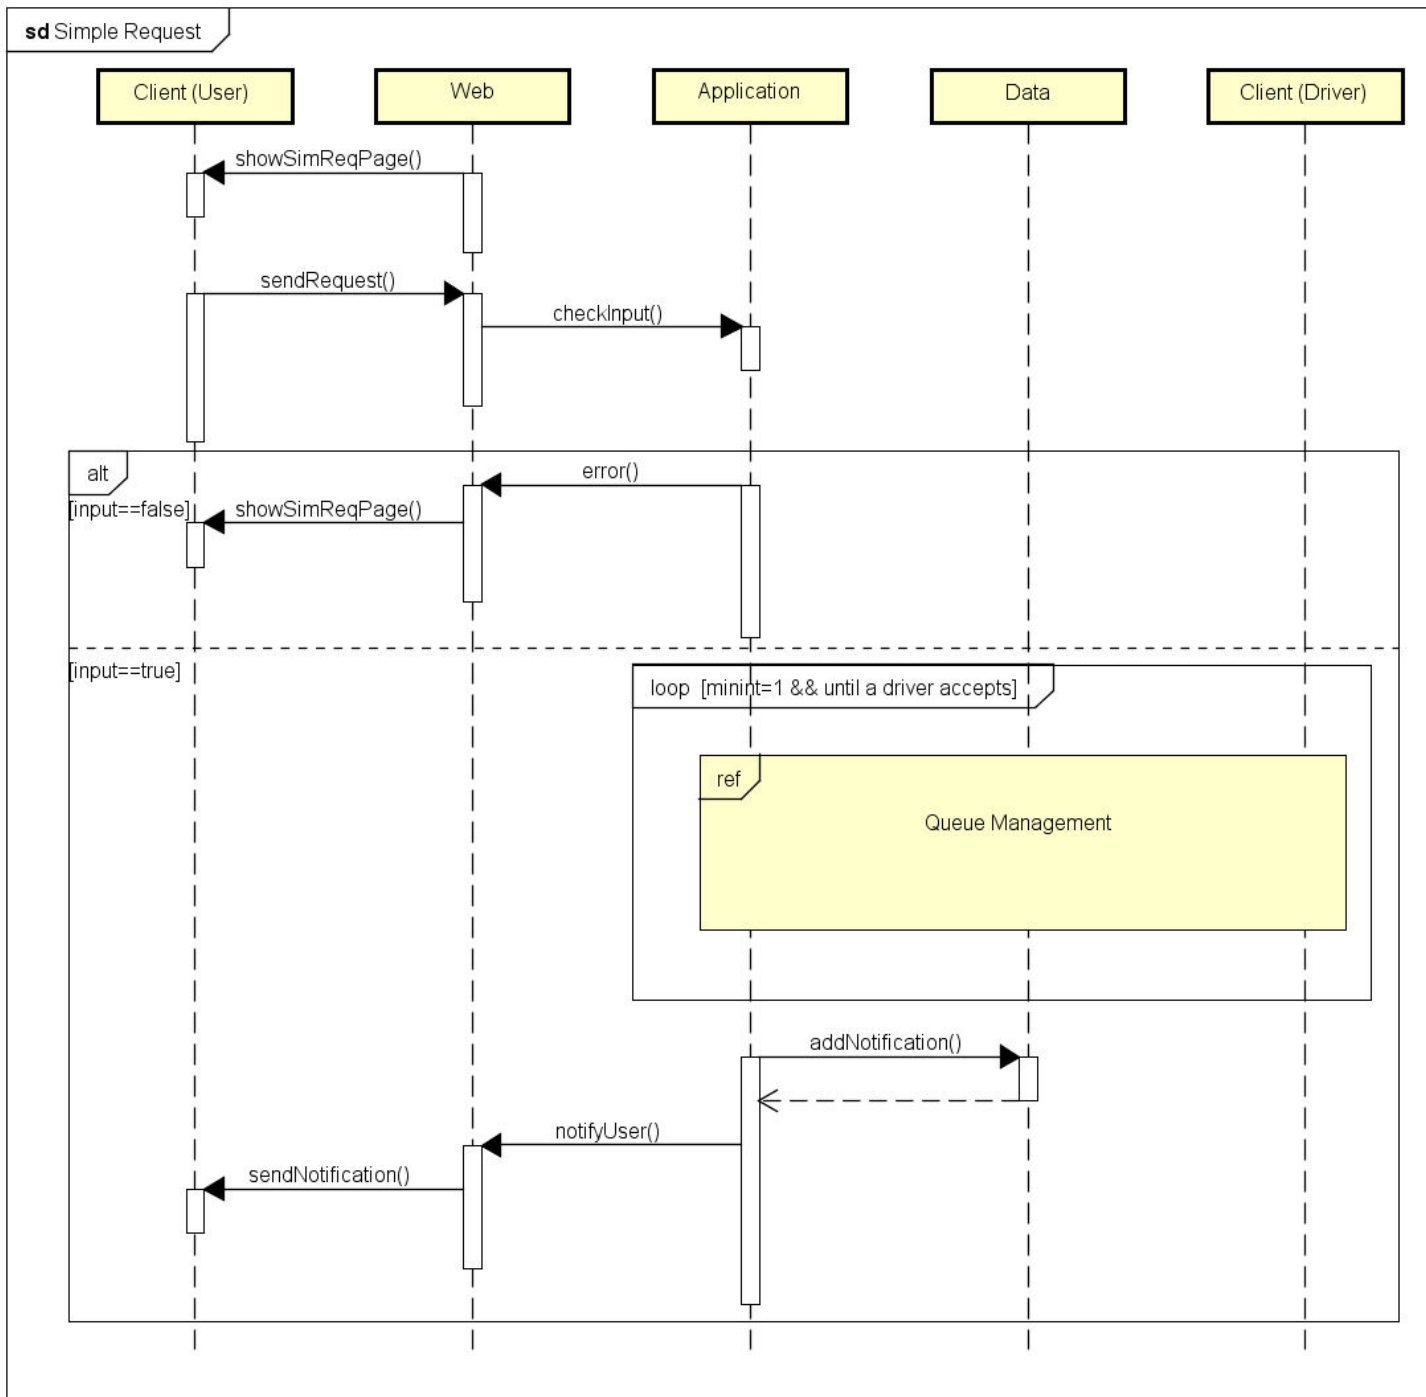 sd Simple Request
Client (User)
Web
Application
Data
Client (Driver)
showSimReqPage()
sendRequest()
checkInput()
alt
error()
[input==false]
showSimReqPage()
[input==true]
loop [minint=1 && until a driver accepts]
ref
Queue Management
addNotification()
notifyUser()
sendNotification()